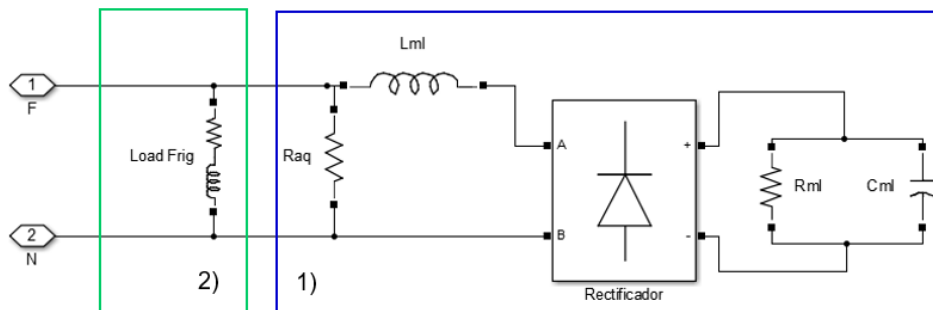 Lml
1
F
Load Frig
Raq
A
B
+
-
Rectificador
Rml
Cml
2
N
2)
1)